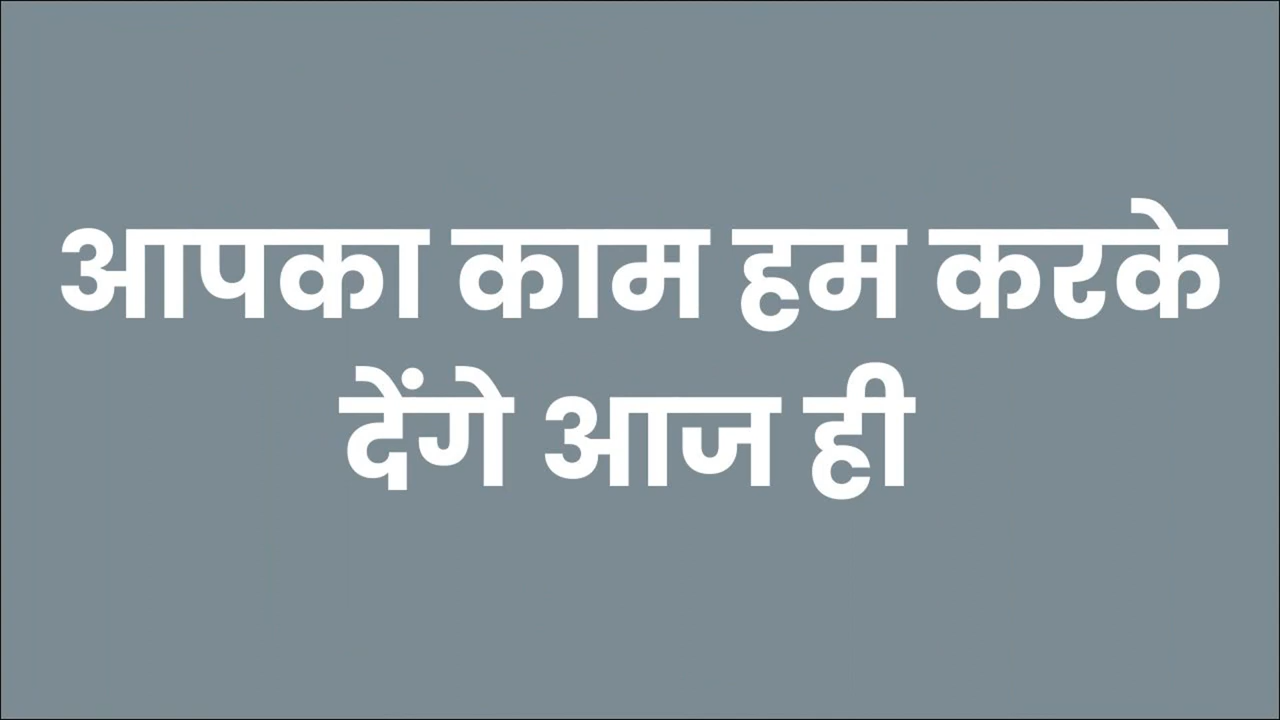 आपका काम हम करके
देंगे आज ही